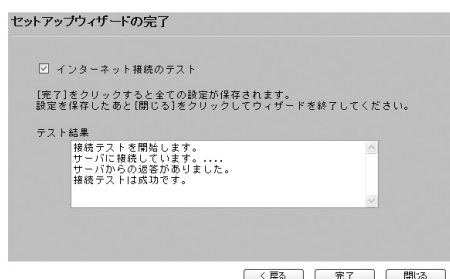 セットアップウィザードの完了
インターネット接続のテスト
[完了]をクリックすると全ての設定が保存されます。
設定を保存したあと[閉じる]をクリックしてウィザードを終了してください。
テスト結果
接続テストを開始します。
サーバに接続しています。....
サーバからの返答がありました。
接続テストは成功です。
< 戻る 完了 閉じる